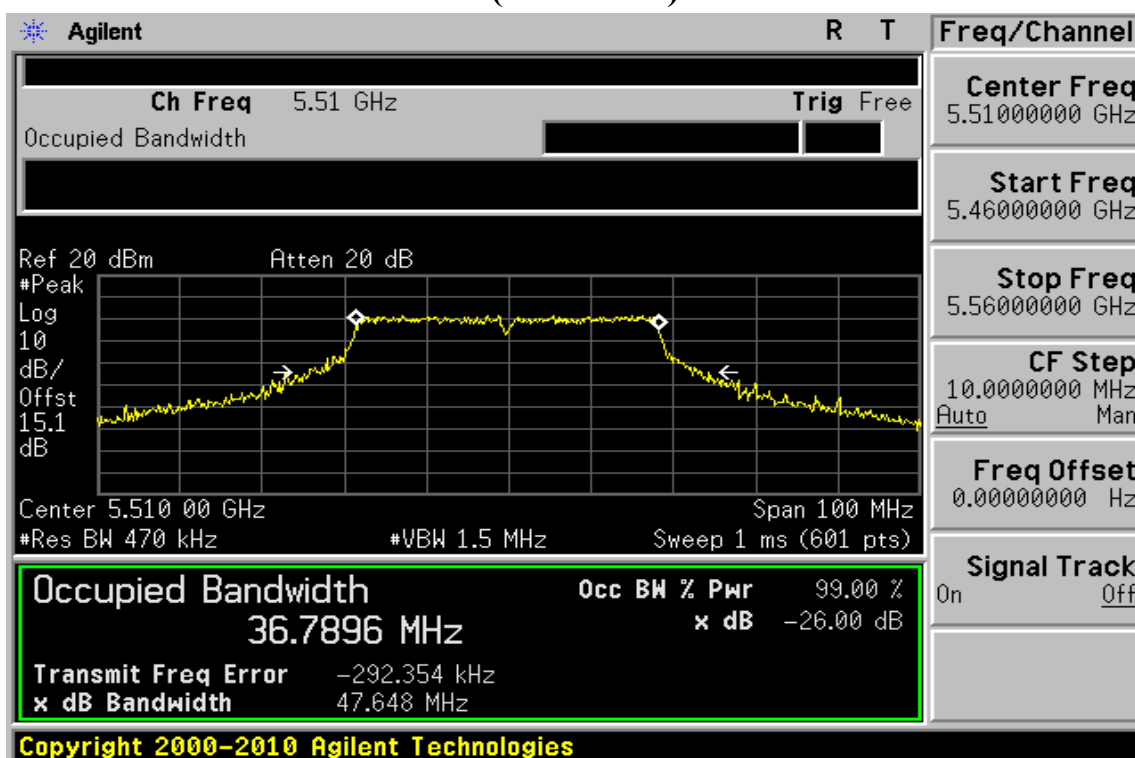 Agilent R T Freq/Channel
Ch Freq 5.51 GHz Trig Free
Occupied Bandwidth
Center Freq
5.51000000 GHz
Start Freq
5.46000000 GHz
Stop Freq
5.56000000 GHz
CF Step
10.0000000 MHz
Auto Man
Freq Offset
0.00000000 Hz
Signal Track
On Off
Ref 20 dBm Atten 20 dB
#Peak
Log
10
dB/
Offst
15.1
dB
Center 5.510 00 GHz Span 100 MHz
#Res BW 470 kHz #VBW 1.5 MHz Sweep 1 ms (601 pts)
Occupied Bandwidth Occ BW % Pwr 99.00 %
36.7896 MHz x dB -26.00 dB
Transmit Freq Error -292.354 kHz
x dB Bandwidth 47.648 MHz
Copyright 2000-2010 Agilent Technologies